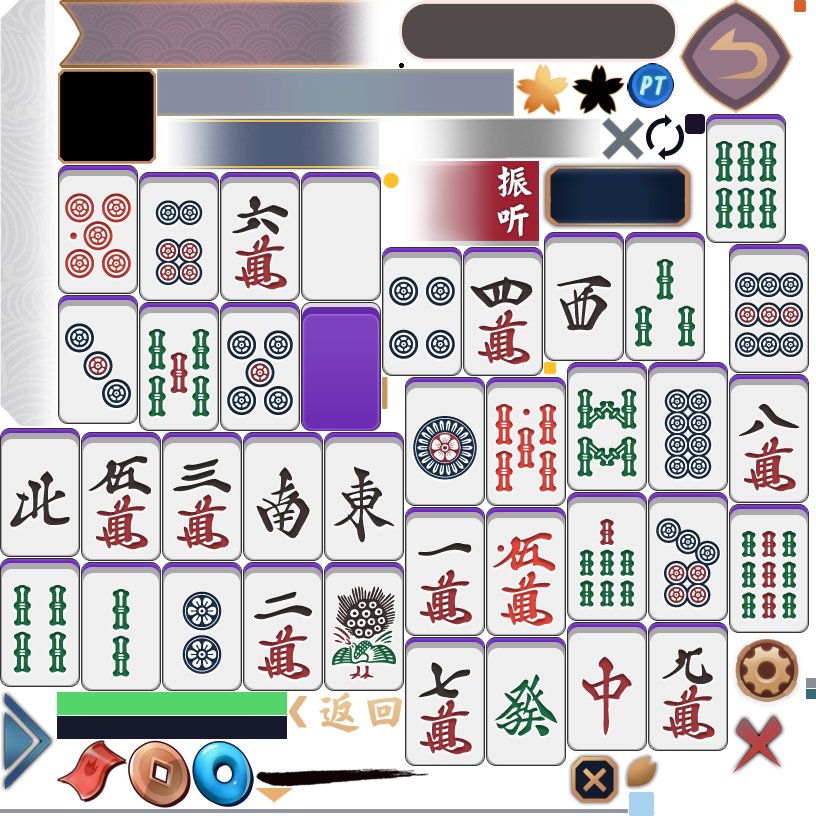 PT
振
听
六
萬
四
萬
西
北
伍
萬
三
萬
南
東
八
萬
一
萬
伍
萬
二
萬
七
萬
發
中
九
萬
返回